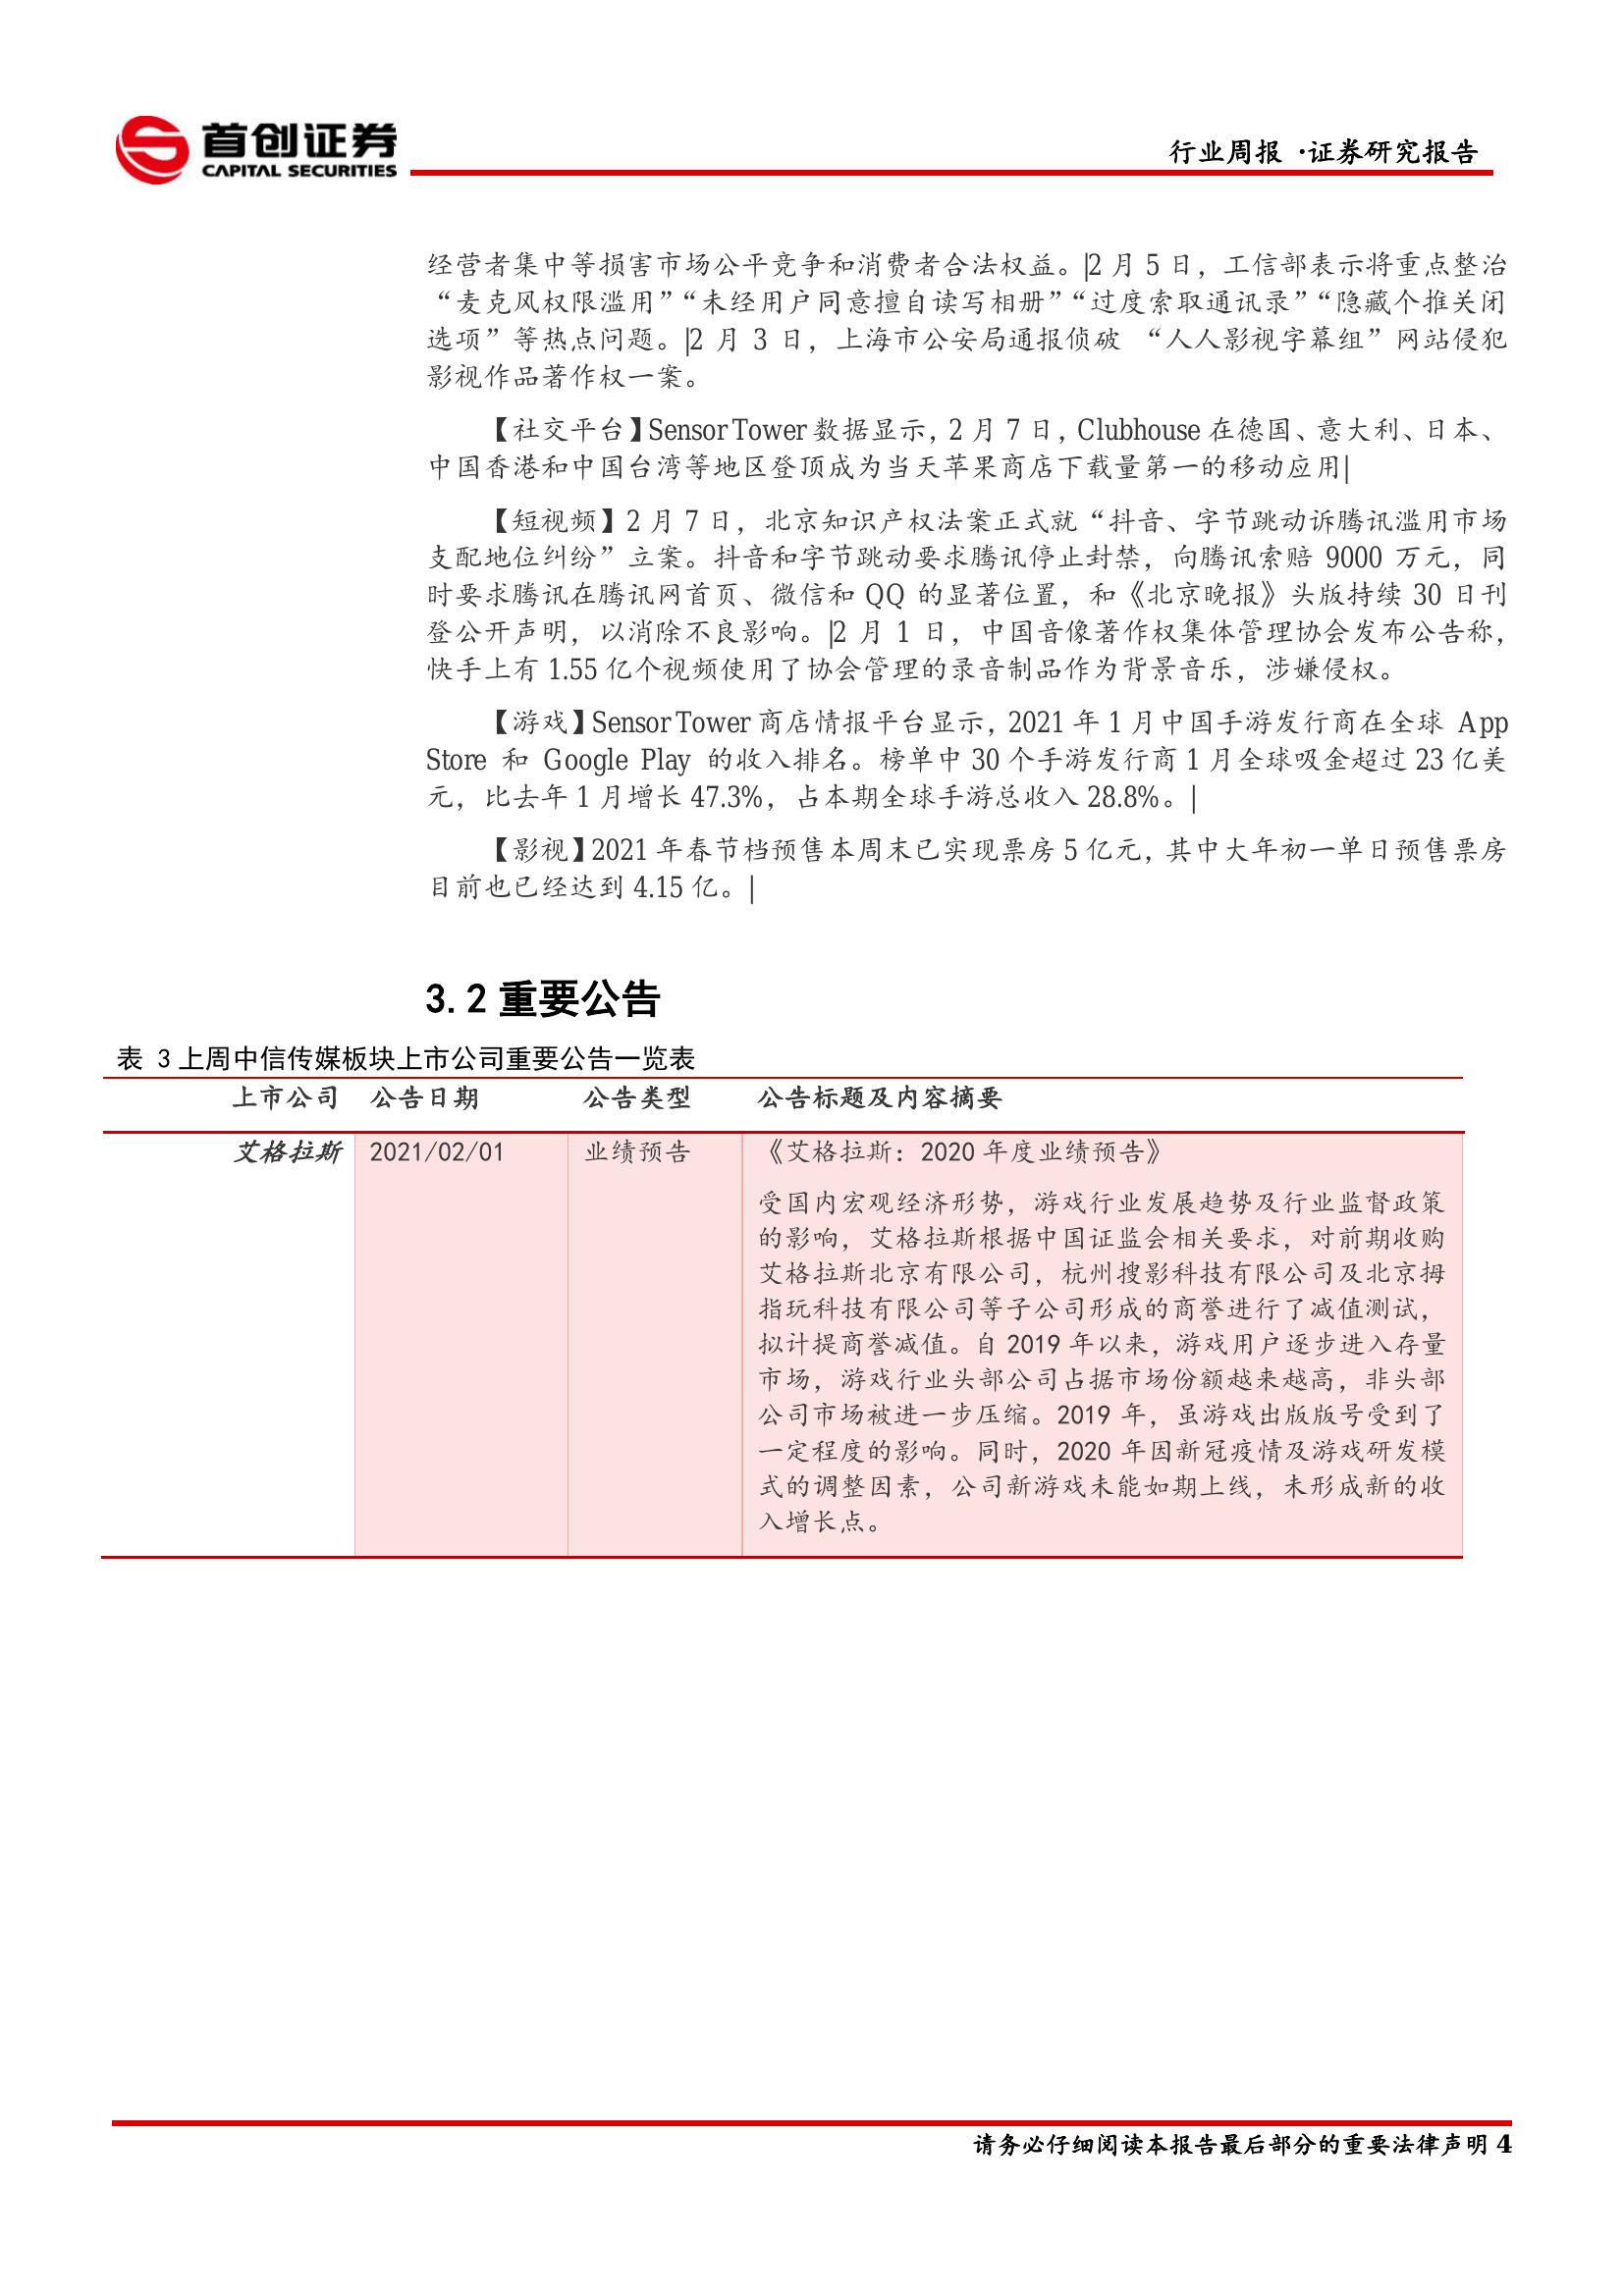 首创证券
CAPITAL SECURITIES
行业周报 ·证券研究报告
经营者集中等损害市场公平竞争和消费者合法权益。|2 月 5 日，工信部表示将重点整治
“麦克风权限滥用”“未经用户同意擅自读写相册”“过度索取通讯录”“隐藏个推关闭
选项”等热点问题。|2 月 3 日，上海市公安局通报侦破 “人人影视字幕组”网站侵犯
影视作品著作权一案。
【社交平台】Sensor Tower 数据显示，2 月 7 日，Clubhouse 在德国、意大利、日本、
中国香港和中国台湾等地区登顶成为当天苹果商店下载量第一的移动应用|
【短视频】2 月 7 日，北京知识产权法案正式就“抖音、字节跳动诉腾讯滥用市场
支配地位纠纷”立案。抖音和字节跳动要求腾讯停止封禁，向腾讯索赔 9000 万元，同
时要求腾讯在腾讯网首页、微信和 QQ 的显著位置，和《北京晚报》头版持续 30 日刊
登公开声明，以消除不良影响。|2 月 1 日，中国音像著作权集体管理协会发布公告称，
快手上有 1.55 亿个视频使用了协会管理的录音制品作为背景音乐，涉嫌侵权。
【游戏】Sensor Tower 商店情报平台显示，2021 年 1 月中国手游发行商在全球 App
Store 和 Google Play 的收入排名。榜单中 30 个手游发行商 1 月全球吸金超过 23 亿美
元，比去年 1 月增长 47.3%，占本期全球手游总收入 28.8%。|
【影视】2021 年春节档预售本周末已实现票房 5 亿元，其中大年初一单日预售票房
目前也已经达到 4.15 亿。|
3.2 重要公告
表 3 上周中信传媒板块上市公司重要公告一览表
上市公司 公告日期 公告类型 公告标题及内容摘要
艾格拉斯 2021/02/01 业绩预告 《艾格拉斯：2020 年度业绩预告》
受国内宏观经济形势，游戏行业发展趋势及行业监督政策
的影响，艾格拉斯根据中国证监会相关要求，对前期收购
艾格拉斯北京有限公司，杭州搜影科技有限公司及北京拇
指玩科技有限公司等子公司形成的商誉进行了减值测试，
拟计提商誉减值。自 2019 年以来，游戏用户逐步进入存量
市场，游戏行业头部公司占据市场份额越来越高，非头部
公司市场被进一步压缩。2019 年，虽游戏出版版号受到了
一定程度的影响。同时，2020 年因新冠疫情及游戏研发模
式的调整因素，公司新游戏未能如期上线，未形成新的收
入增长点。
请务必仔细阅读本报告最后部分的重要法律声明 4